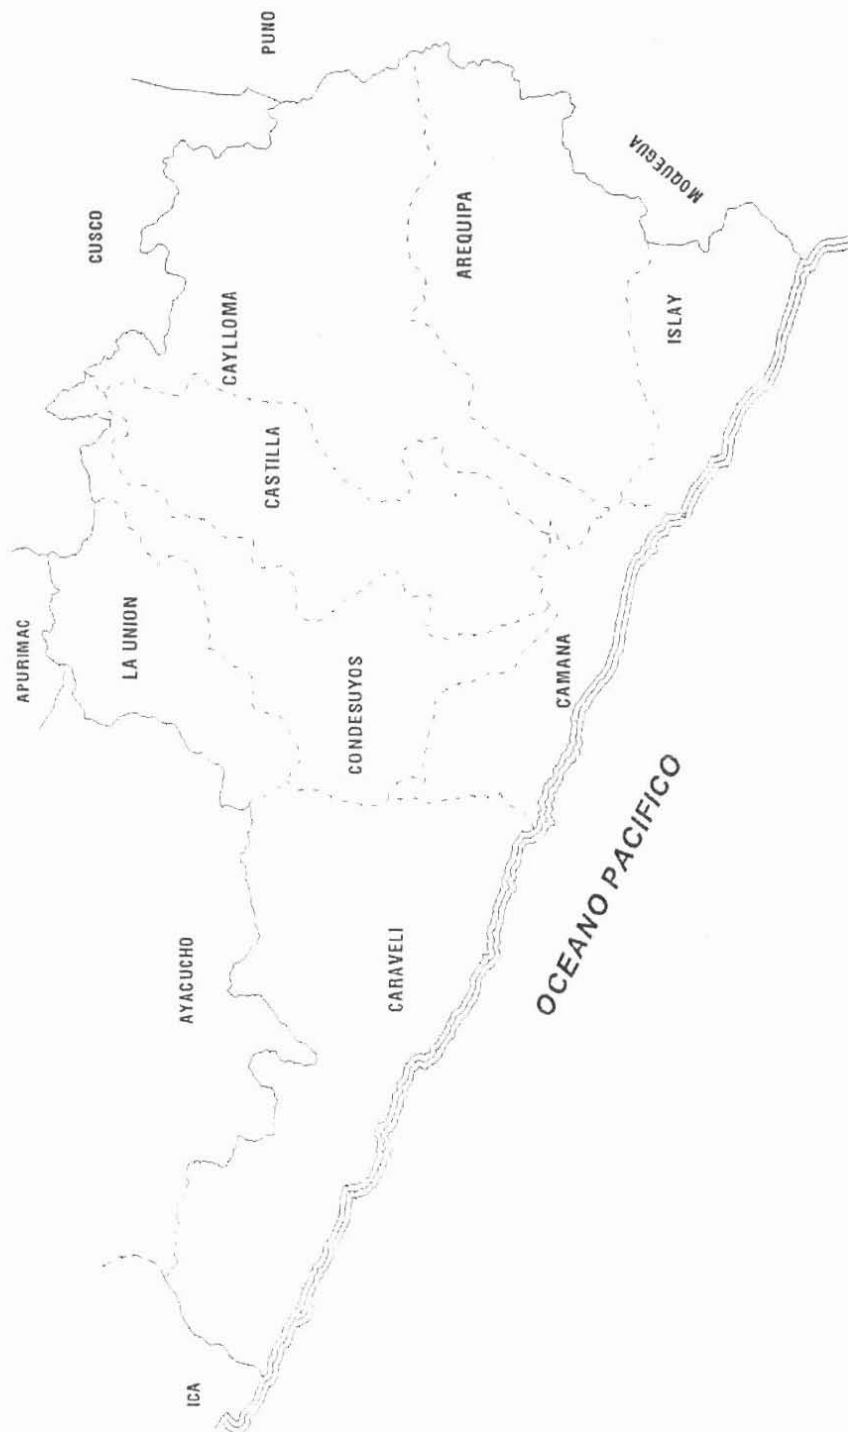 APURIMAC
CUSCO
PUNO
LA UNION
CASTILLA
CAYLLOMA
AYACUCHO
CONDESUYOS
AREQUIPA
MOQUEGUA
ICA
CARAVELI
CAMANA
ISLAY
OCEANO PACIFICO